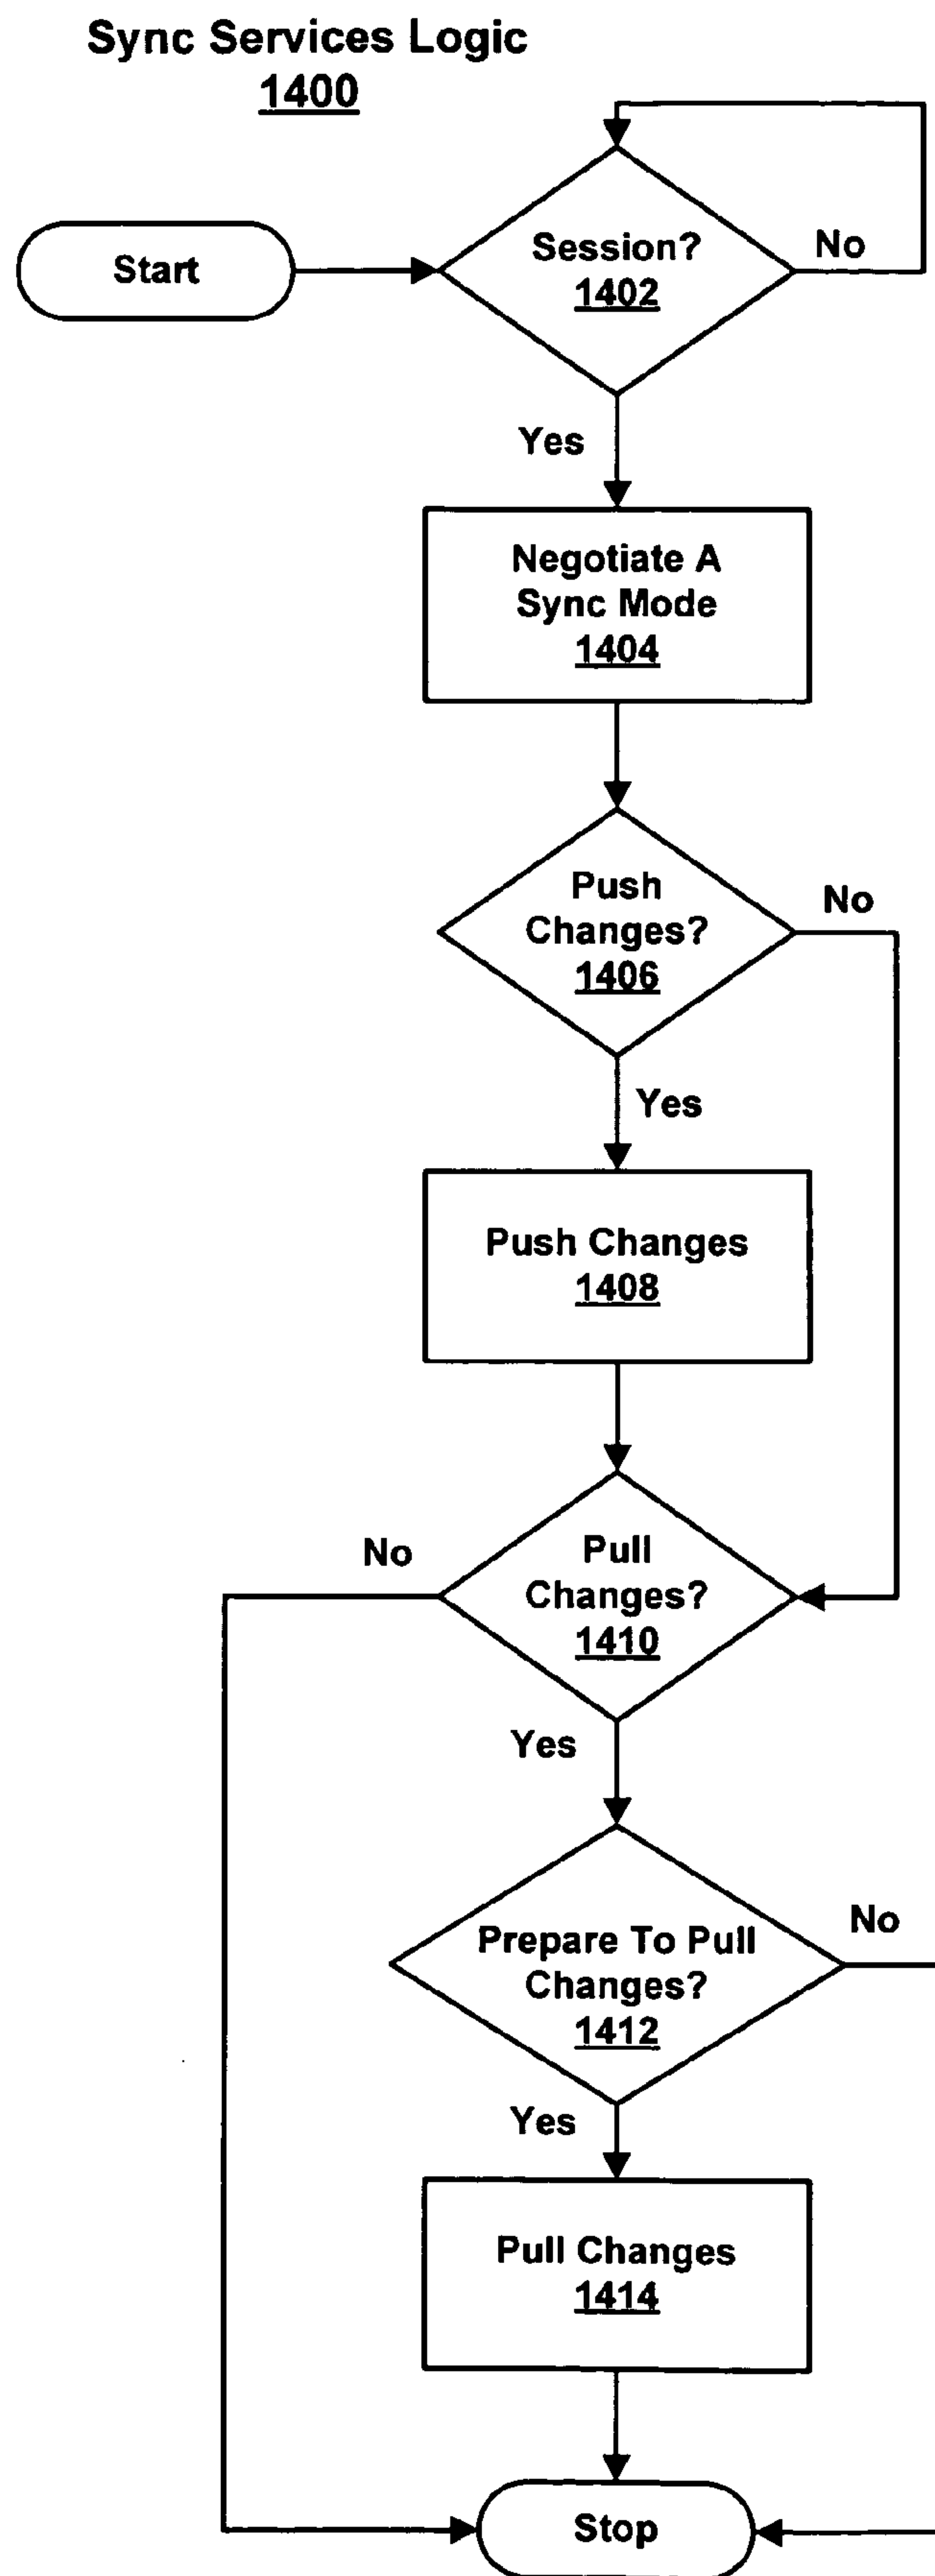 Sync Services Logic
1400
Start
Session?
1402
No
Yes
Negotiate A
Sync Mode
1404
Push
Changes?
1406
No
Yes
Push Changes
1408
No
Pull
Changes?
1410
Yes
Prepare To Pull
Changes?
1412
No
Yes
Pull Changes
1414
Stop